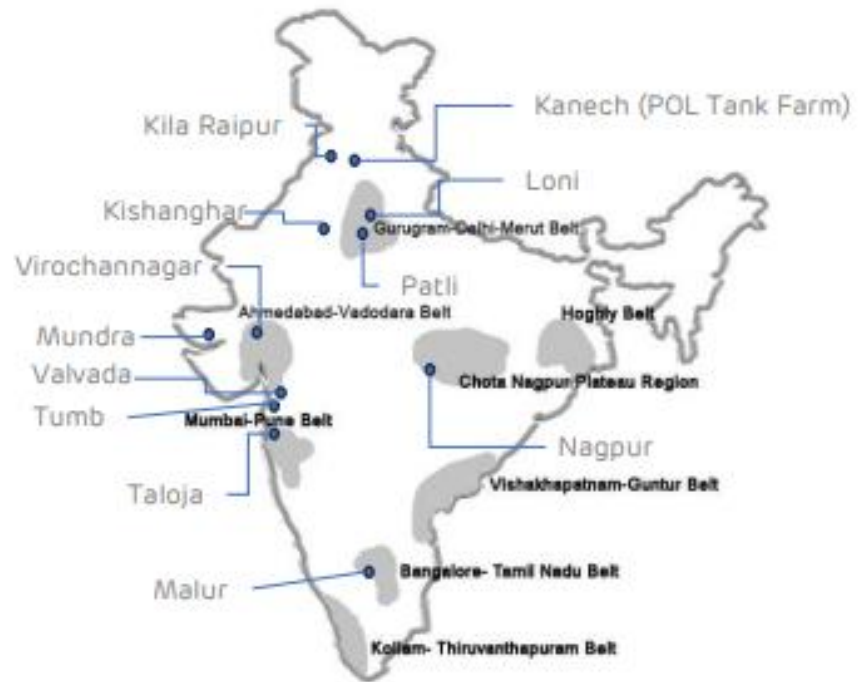 Kanech (POL Tank Farm)
Kila Raipur
Loni
Kishanghar
Gurugram-Delhi-Merut Belt
Virochannagar
Patli
Ahmedabad-Vadodara Belt
Hoghly Belt
Mundra
Valvada
Chota Nagpur Plateau Region
Tumb
Mumbai-Pune Belt
Nagpur
Vishakhapatnam-Guntur Belt
Taloja
Bangalore- Tamil Nadu Belt
Malur
Kollam- Thiruvanthapuram Belt